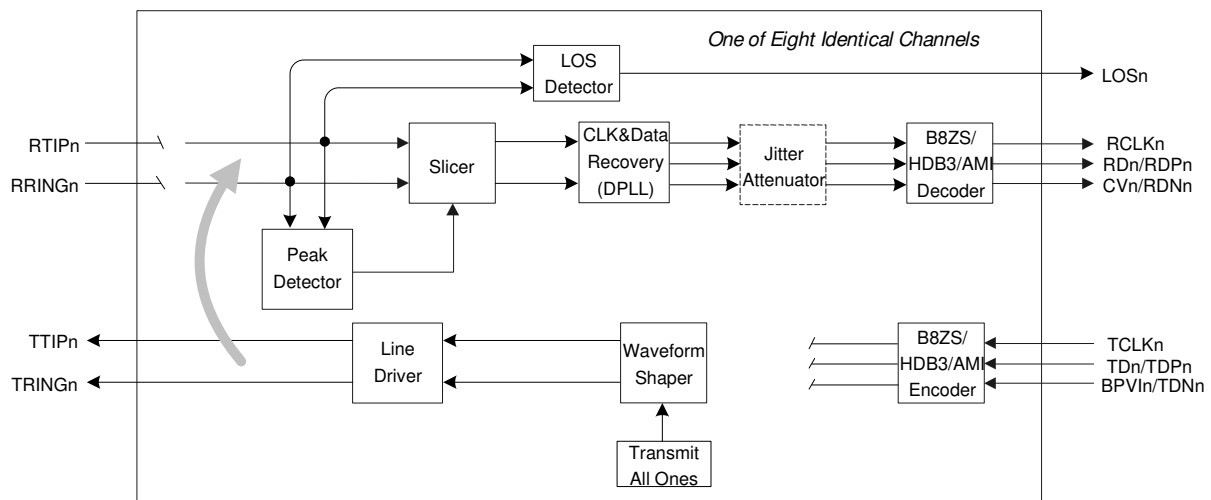 One of Eight Identical Channels
LOS
Detector
LOSn
RTIPn
RRINGn
Slicer
CLK&Data
Recovery
(DPLL)
Jitter
Attenuator
B8ZS/
HDB3/AMI
Decoder
RCLKn
RDn/RDPn
CVn/RDNn
Peak
Detector
TTIPn
TRINGn
Line
Driver
Waveform
Shaper
B8ZS/
HDB3/AMI
Encoder
TCLKn
TDn/TDPn
BPVIn/TDNn
Transmit
All Ones